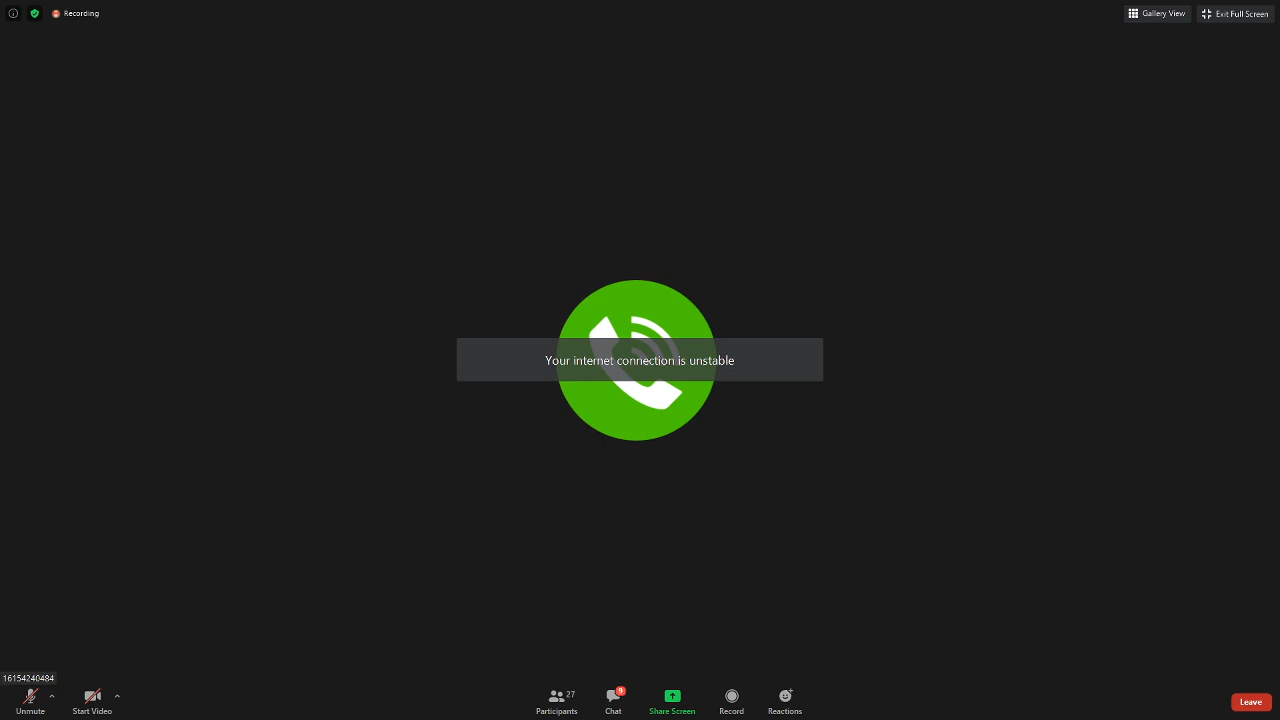 Recording
Gallery View
Exit Full Screen
Your internet connection is unstable
16154240484
Unmute
Start Video
Participants
27
Chat
9
Share Screen
Record
Reactions
Leave